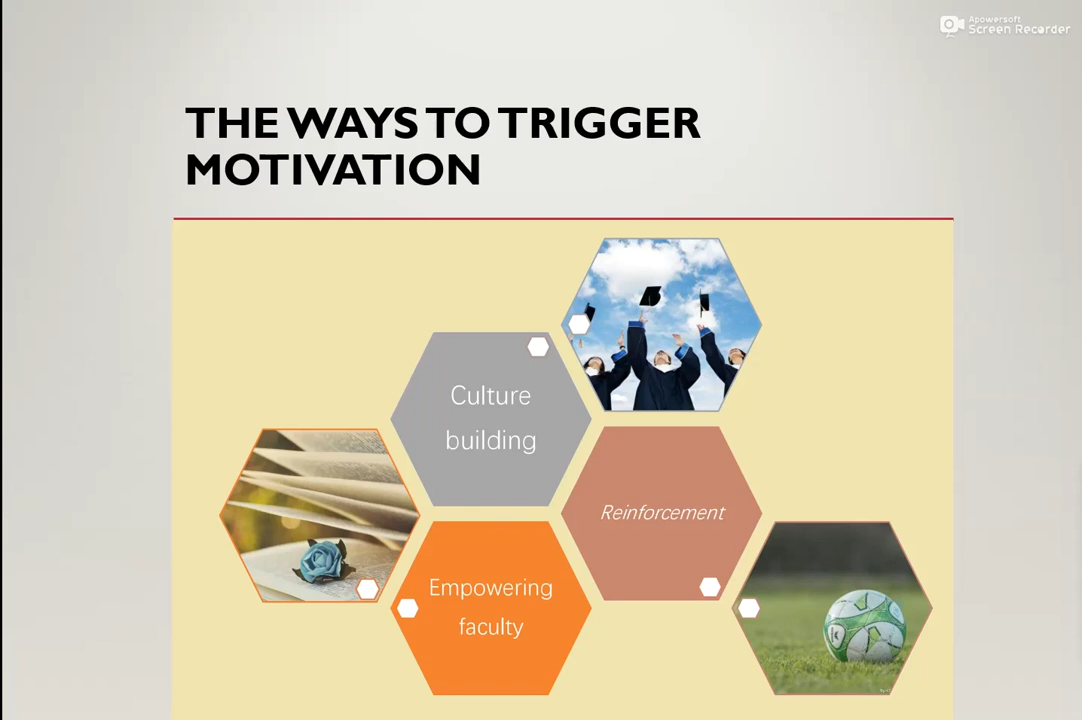 Apowersoft
Screen Recorder
THE WAYS TO TRIGGER
MOTIVATION
Culture
building
Reinforcement
Empowering
faculty